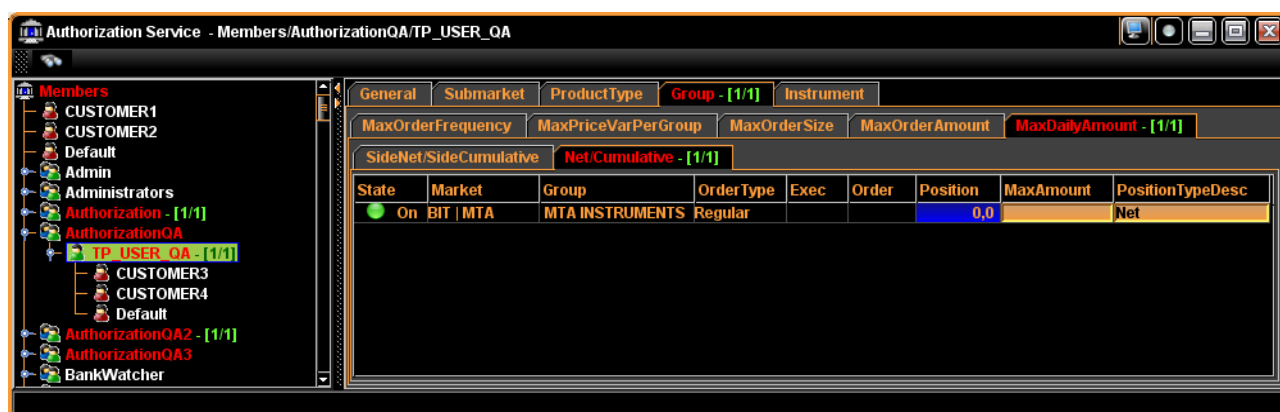 Authorization Service - Members/AuthorizationQA/TP_USER_QA
Members
CUSTOMER1
CUSTOMER2
Default
Admin
Administrators
Authorization - [1/1]
AuthorizationQA
TP_USER_QA - [1/1]
CUSTOMER3
CUSTOMER4
Default
AuthorizationQA2 - [1/1]
AuthorizationQA3
BankWatcher
General Submarket ProductType Group - [1/1] Instrument
MaxOrderFrequency MaxPriceVarPerGroup MaxOrderSize MaxOrderAmount MaxDailyAmount - [1/1]
SideNet/SideCumulative Net/Cumulative - [1/1]
State Market Group OrderType Exec Order Position MaxAmount PositionTypeDesc
On BIT | MTA MTA INSTRUMENTS Regular 0,0 Net